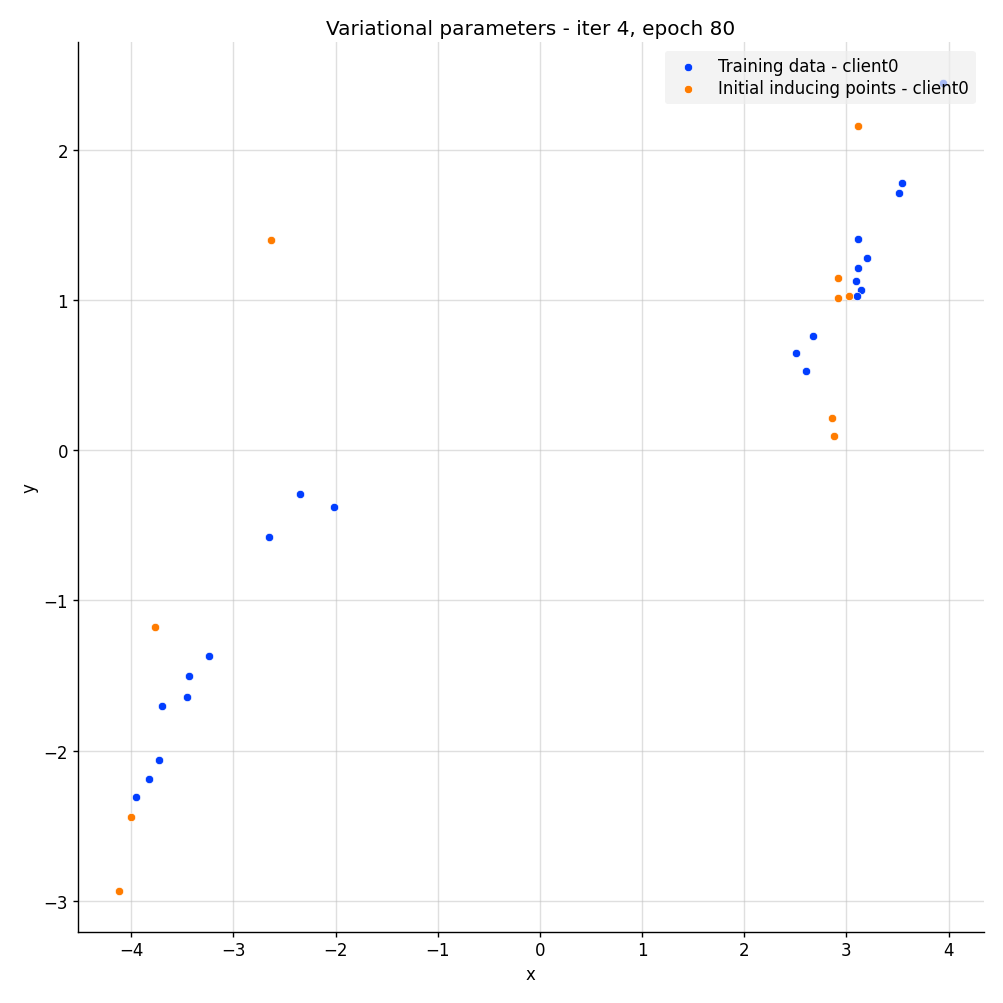 Variational parameters - iter 4, epoch 80
Training data - client0
Initial inducing points - client0
2
1
0
−1
−2
−3
y
−4 −3 −2 −1 0 1 2 3 4
x